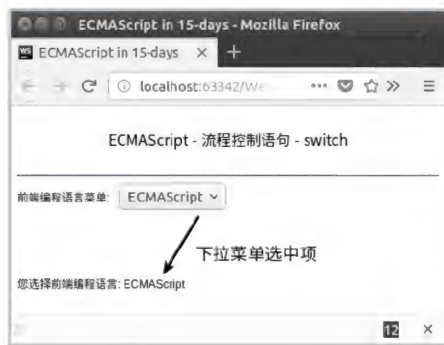 ECMAScript in 15-days - Mozilla Firefox
WS ECMAScript in 15-days × +
localhost:63342/We
ECMAScript - 流程控制语句 - switch
前端编程语言菜单: ECMAScript
下拉菜单选中项
您选择前端编程语言: ECMAScript
12 ×